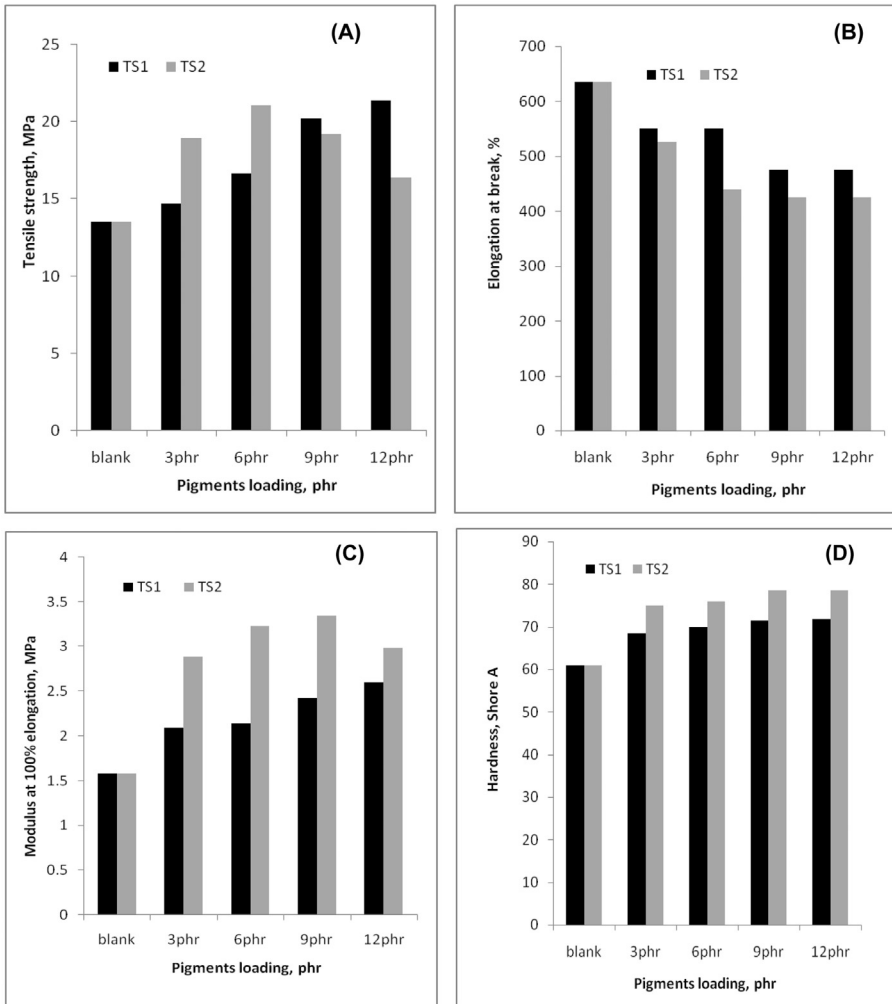 (A)
25
20
15
10
5
0
TS1 TS2
Tensile strength, MPa
blank 3phr 6phr 9phr 12phr
Pigments loading, phr
(B)
700
600
500
400
300
200
100
0
TS1 TS2
Elongation at break, %
blank 3phr 6phr 9phr 12phr
Pigments loading, phr
(C)
4
3.5
3
2.5
2
1.5
1
0.5
0
TS1 TS2
Modulus at 100% elongation, MPa
blank 3phr 6phr 9phr 12phr
Pigments loading, phr
(D)
90
80
70
60
50
40
30
20
10
0
TS1 TS2
Hardness, Shore A
blank 3phr 6phr 9phr 12phr
Pigments loading, phr